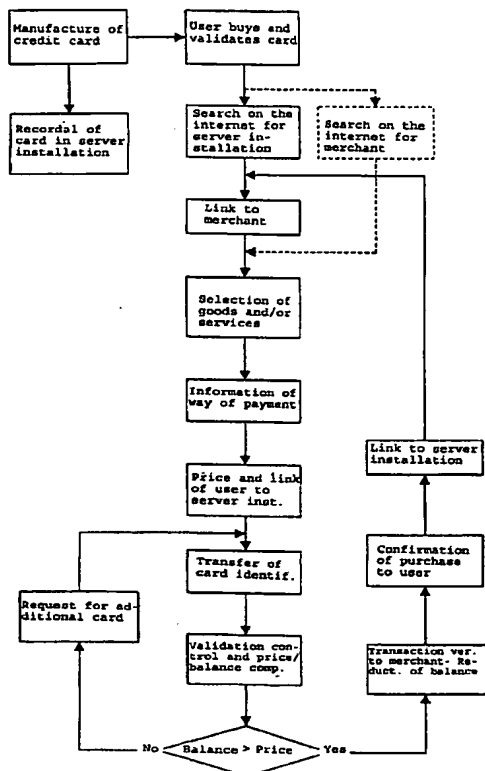 Manufacture of
credit card
User buys and
validates card
Recordal of
card in server
installation
Search on the
internet for
server in-
stallation
Search on the
internet for
merchant
Link to
merchant
Selection of
goods and/or
services
Information of
way of payment
Price and link
of user to
server inst.
Transfer of
card identif.
Request for ad-
ditional card
Validation con-
trol and price/
balance comp.
Balance > Price
No
Yes
Transaction ver.
to merchant- Re-
duct. of balance
Confirmation
of purchase
to user
Link to server
installation